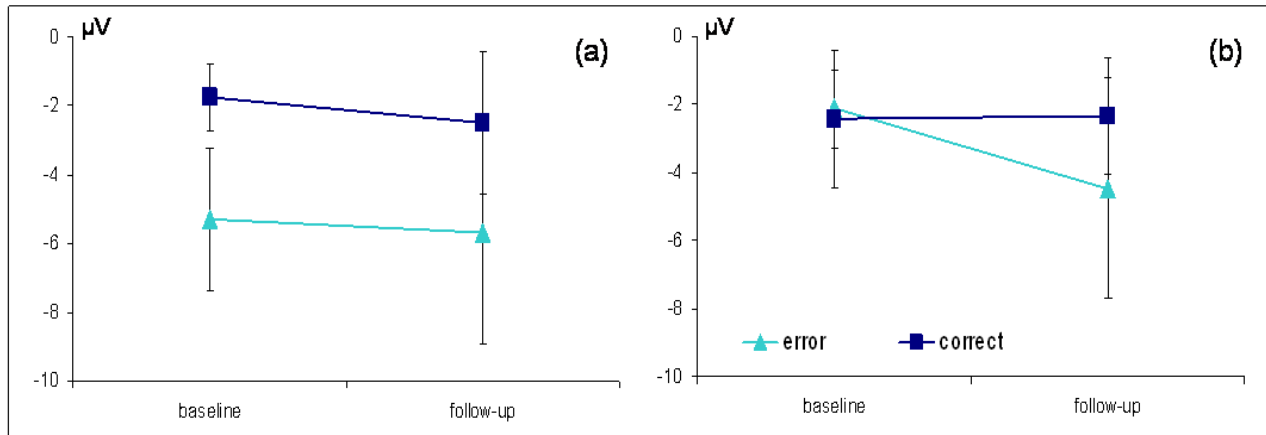 µV
(a)
0
-2
-4
-6
-8
-10
baseline
follow-up
µV
(b)
0
-2
-4
-6
-8
-10
error
correct
baseline
follow-up